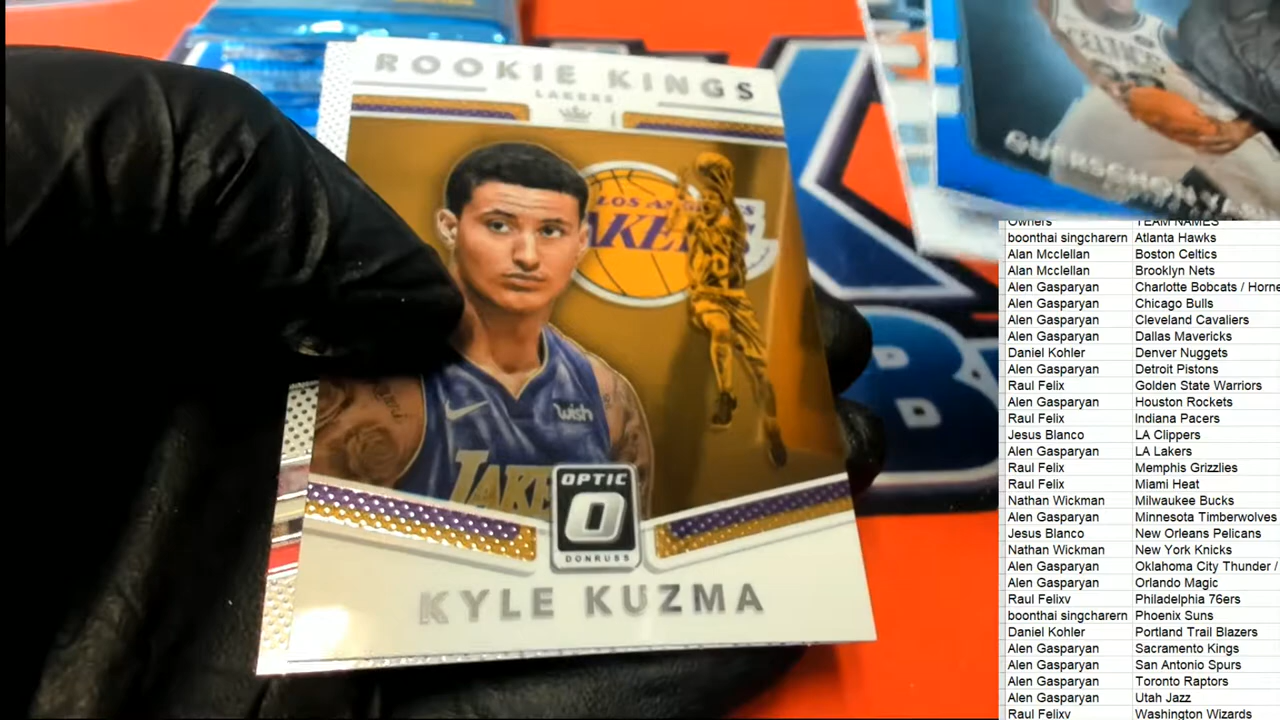 ROOKIE KINGS
LAKERS
LOS
LAKERS
wish
LAKE
OPTIC
O
DONRUSS
KYLE KUZMA
CELTICS
GUERSCHON
B
Owners TEAM NAMES
boonthai singcharern Atlanta Hawks
Alan Mcclellan Boston Celtics
Alan Mcclellan Brooklyn Nets
Alen Gasparyan Charlotte Bobcats / Horne
Alen Gasparyan Chicago Bulls
Alen Gasparyan Cleveland Cavaliers
Alen Gasparyan Dallas Mavericks
Daniel Kohler Denver Nuggets
Alen Gasparyan Detroit Pistons
Raul Felix Golden State Warriors
Alen Gasparyan Houston Rockets
Raul Felix Indiana Pacers
Jesus Blanco LA Clippers
Alen Gasparyan LA Lakers
Raul Felix Memphis Grizzlies
Raul Felix Miami Heat
Nathan Wickman Milwaukee Bucks
Alen Gasparyan Minnesota Timberwolves
Jesus Blanco New Orleans Pelicans
Nathan Wickman New York Knicks
Alen Gasparyan Oklahoma City Thunder /
Alen Gasparyan Orlando Magic
Raul Felixv Philadelphia 76ers
boonthai singcharern Phoenix Suns
Daniel Kohler Portland Trail Blazers
Alen Gasparyan Sacramento Kings
Alen Gasparyan San Antonio Spurs
Alen Gasparyan Toronto Raptors
Alen Gasparyan Utah Jazz
Raul Felixv Washington Wizards